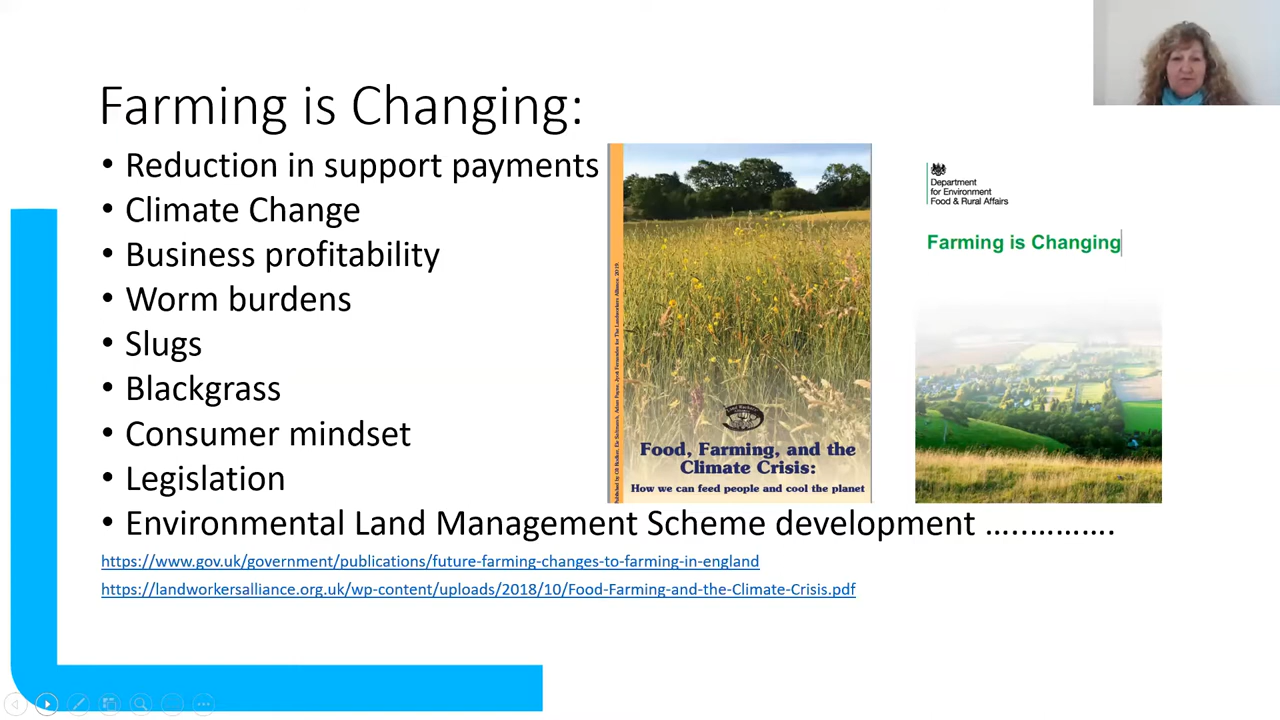 Farming is Changing:
• Reduction in support payments
• Climate Change
• Business profitability
• Worm burdens
• Slugs
• Blackgrass
• Consumer mindset
• Legislation
• Environmental Land Management Scheme development …..………….
https://www.gov.uk/government/publications/future-farming-changes-to-farming-in-england
https://landworkersalliance.org.uk/wp-content/uploads/2018/10/Food-Farming-and-the-Climate-Crisis.pdf
Food, Farming, and the
Climate Crisis:
How we can feed people and cool the planet
Department
for Environment
Food & Rural Affairs
Farming is Changing